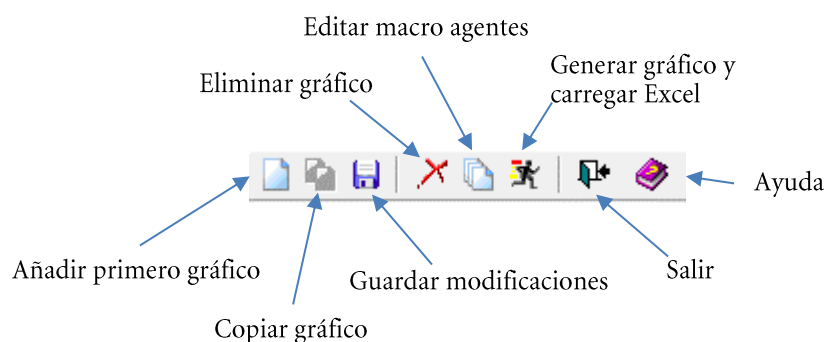 Editar macro agentes
Generar gráfico y
carregar Excel
Eliminar gráfico
Ayuda
Añadir primero gráfico
Guardar modificaciones
Salir
Copiar gráfico